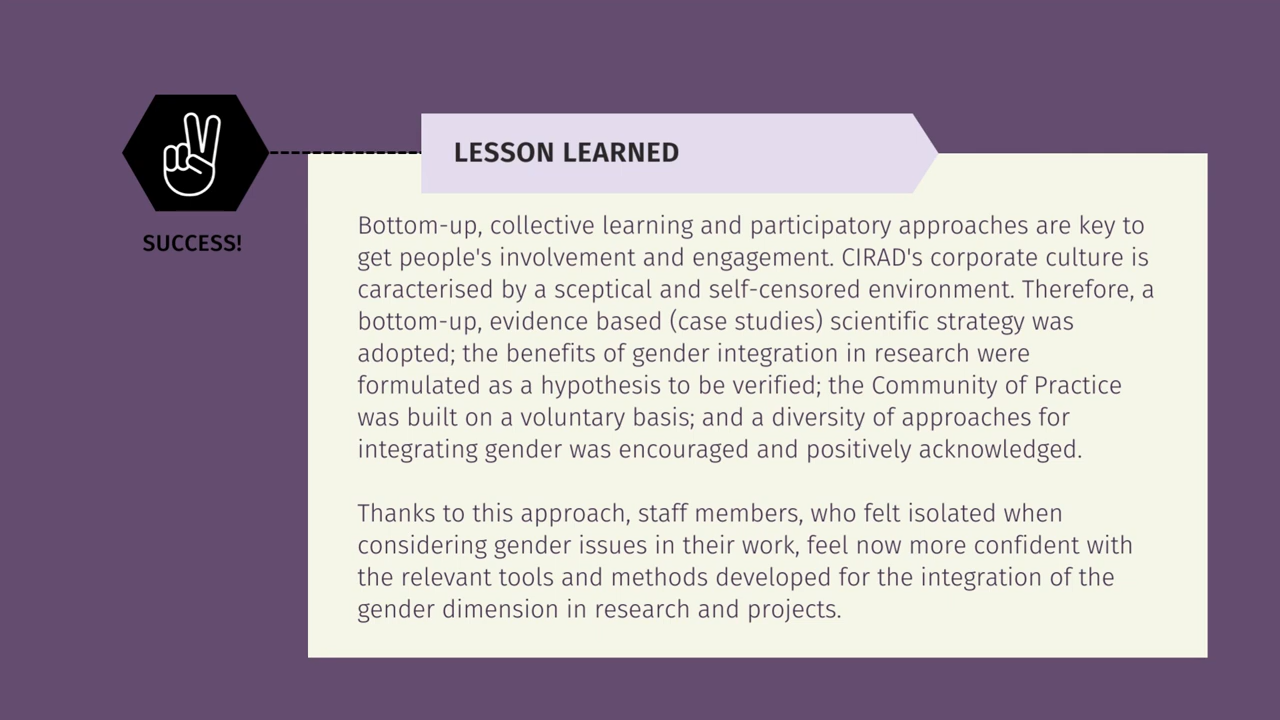 SUCCESS!
LESSON LEARNED
Bottom-up, collective learning and participatory approaches are key to
get people's involvement and engagement. CIRAD's corporate culture is
caracterised by a sceptical and self-censored environment. Therefore, a
bottom-up, evidence based (case studies) scientific strategy was
adopted; the benefits of gender integration in research were
formulated as a hypothesis to be verified; the Community of Practice
was built on a voluntary basis; and a diversity of approaches for
integrating gender was encouraged and positively acknowledged.
Thanks to this approach, staff members, who felt isolated when
considering gender issues in their work, feel now more confident with
the relevant tools and methods developed for the integration of the
gender dimension in research and projects.